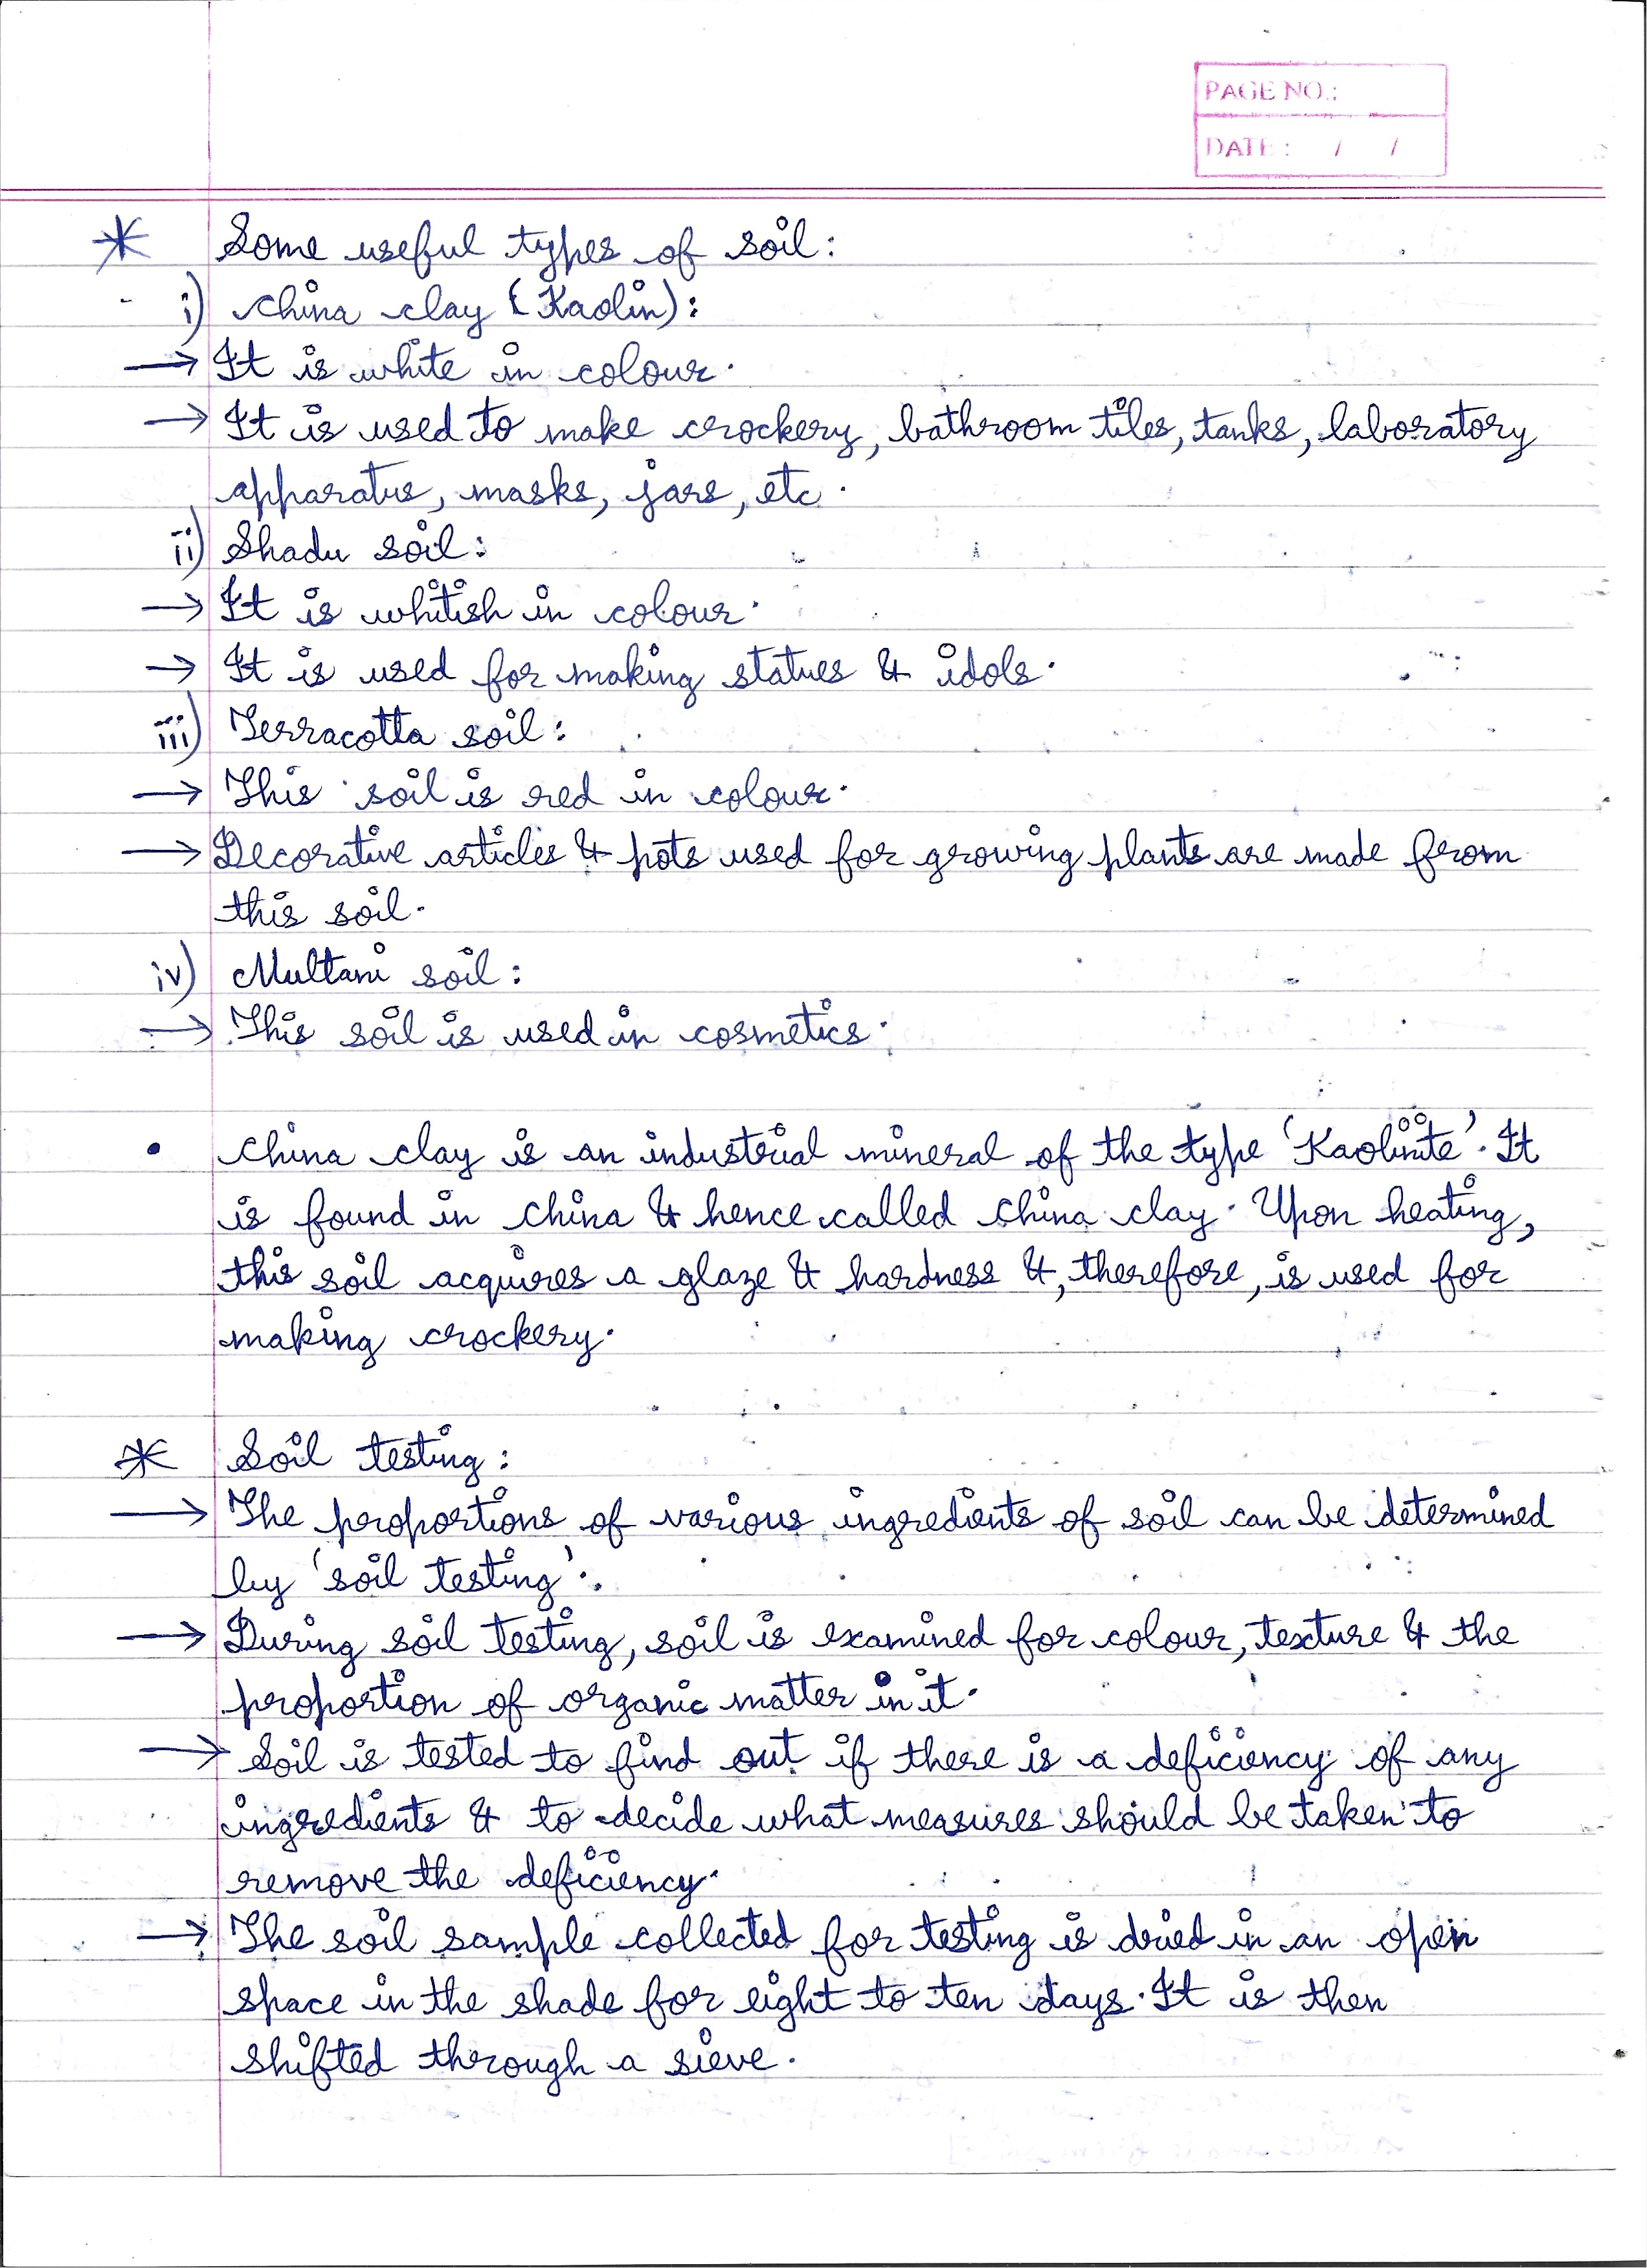 PAGE NO.:
DATE: / /
* Some useful types of soil:
i) China clay (Kaolin):
→ It is white in colour.
→ It is used to make crockery, bathroom tiles, tanks, laboratory
apparatus, masks, jars, etc.
ii) Shadu soil:
→ It is whitish in colour.
→ It is used for making statues & idols.
iii) Terracotta soil:
→ This soil is red in colour.
→ Decorative articles & pots used for growing plants are made from
this soil.
iv) Multani soil:
→ This soil is used in cosmetics.
• China clay is an industrial mineral of the type 'Kaolinite'. It
is found in China & hence called China clay. Upon heating,
this soil acquires a glaze & hardness &, therefore, is used for
making crockery.
* Soil testing:
→ The proportions of various ingredients of soil can be determined
by 'soil testing'.
→ During soil testing, soil is examined for colour, texture & the
proportion of organic matter in it.
→ Soil is tested to find out if there is a deficiency of any
ingredients & to decide what measures should be taken to
remove the deficiency.
→ The soil sample collected for testing is dried in an open
space in the shade for eight to ten days. It is then
shifted through a sieve.